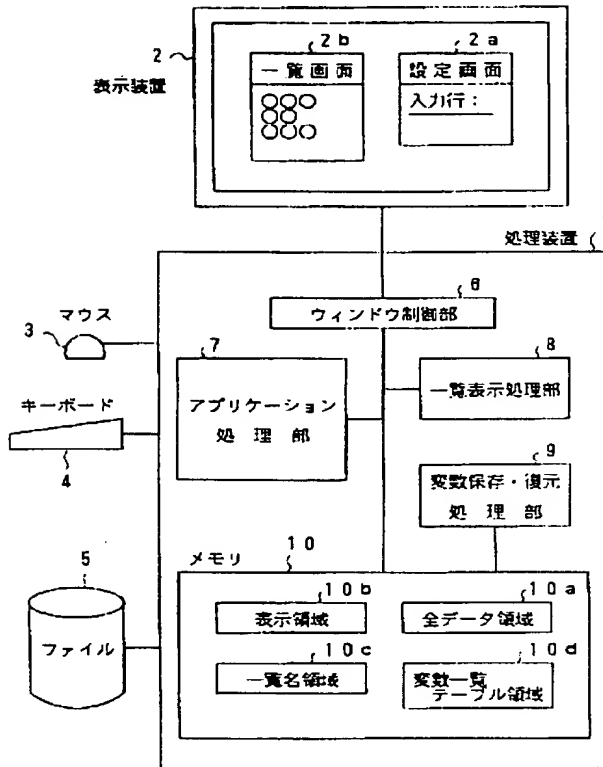 2b
2a
2
一覧画面
設定画面
入力行：
表示装置
処理装置
6
ウィンドウ制御部
マウス
3
7
アプリケーション
処理部
8
一覧表示処理部
キーボード
4
9
変数保存・復元
処理部
メモリ
10
5
ファイル
10b
表示領域
10a
全データ領域
10c
一覧名領域
10d
変数一覧
テーブル領域